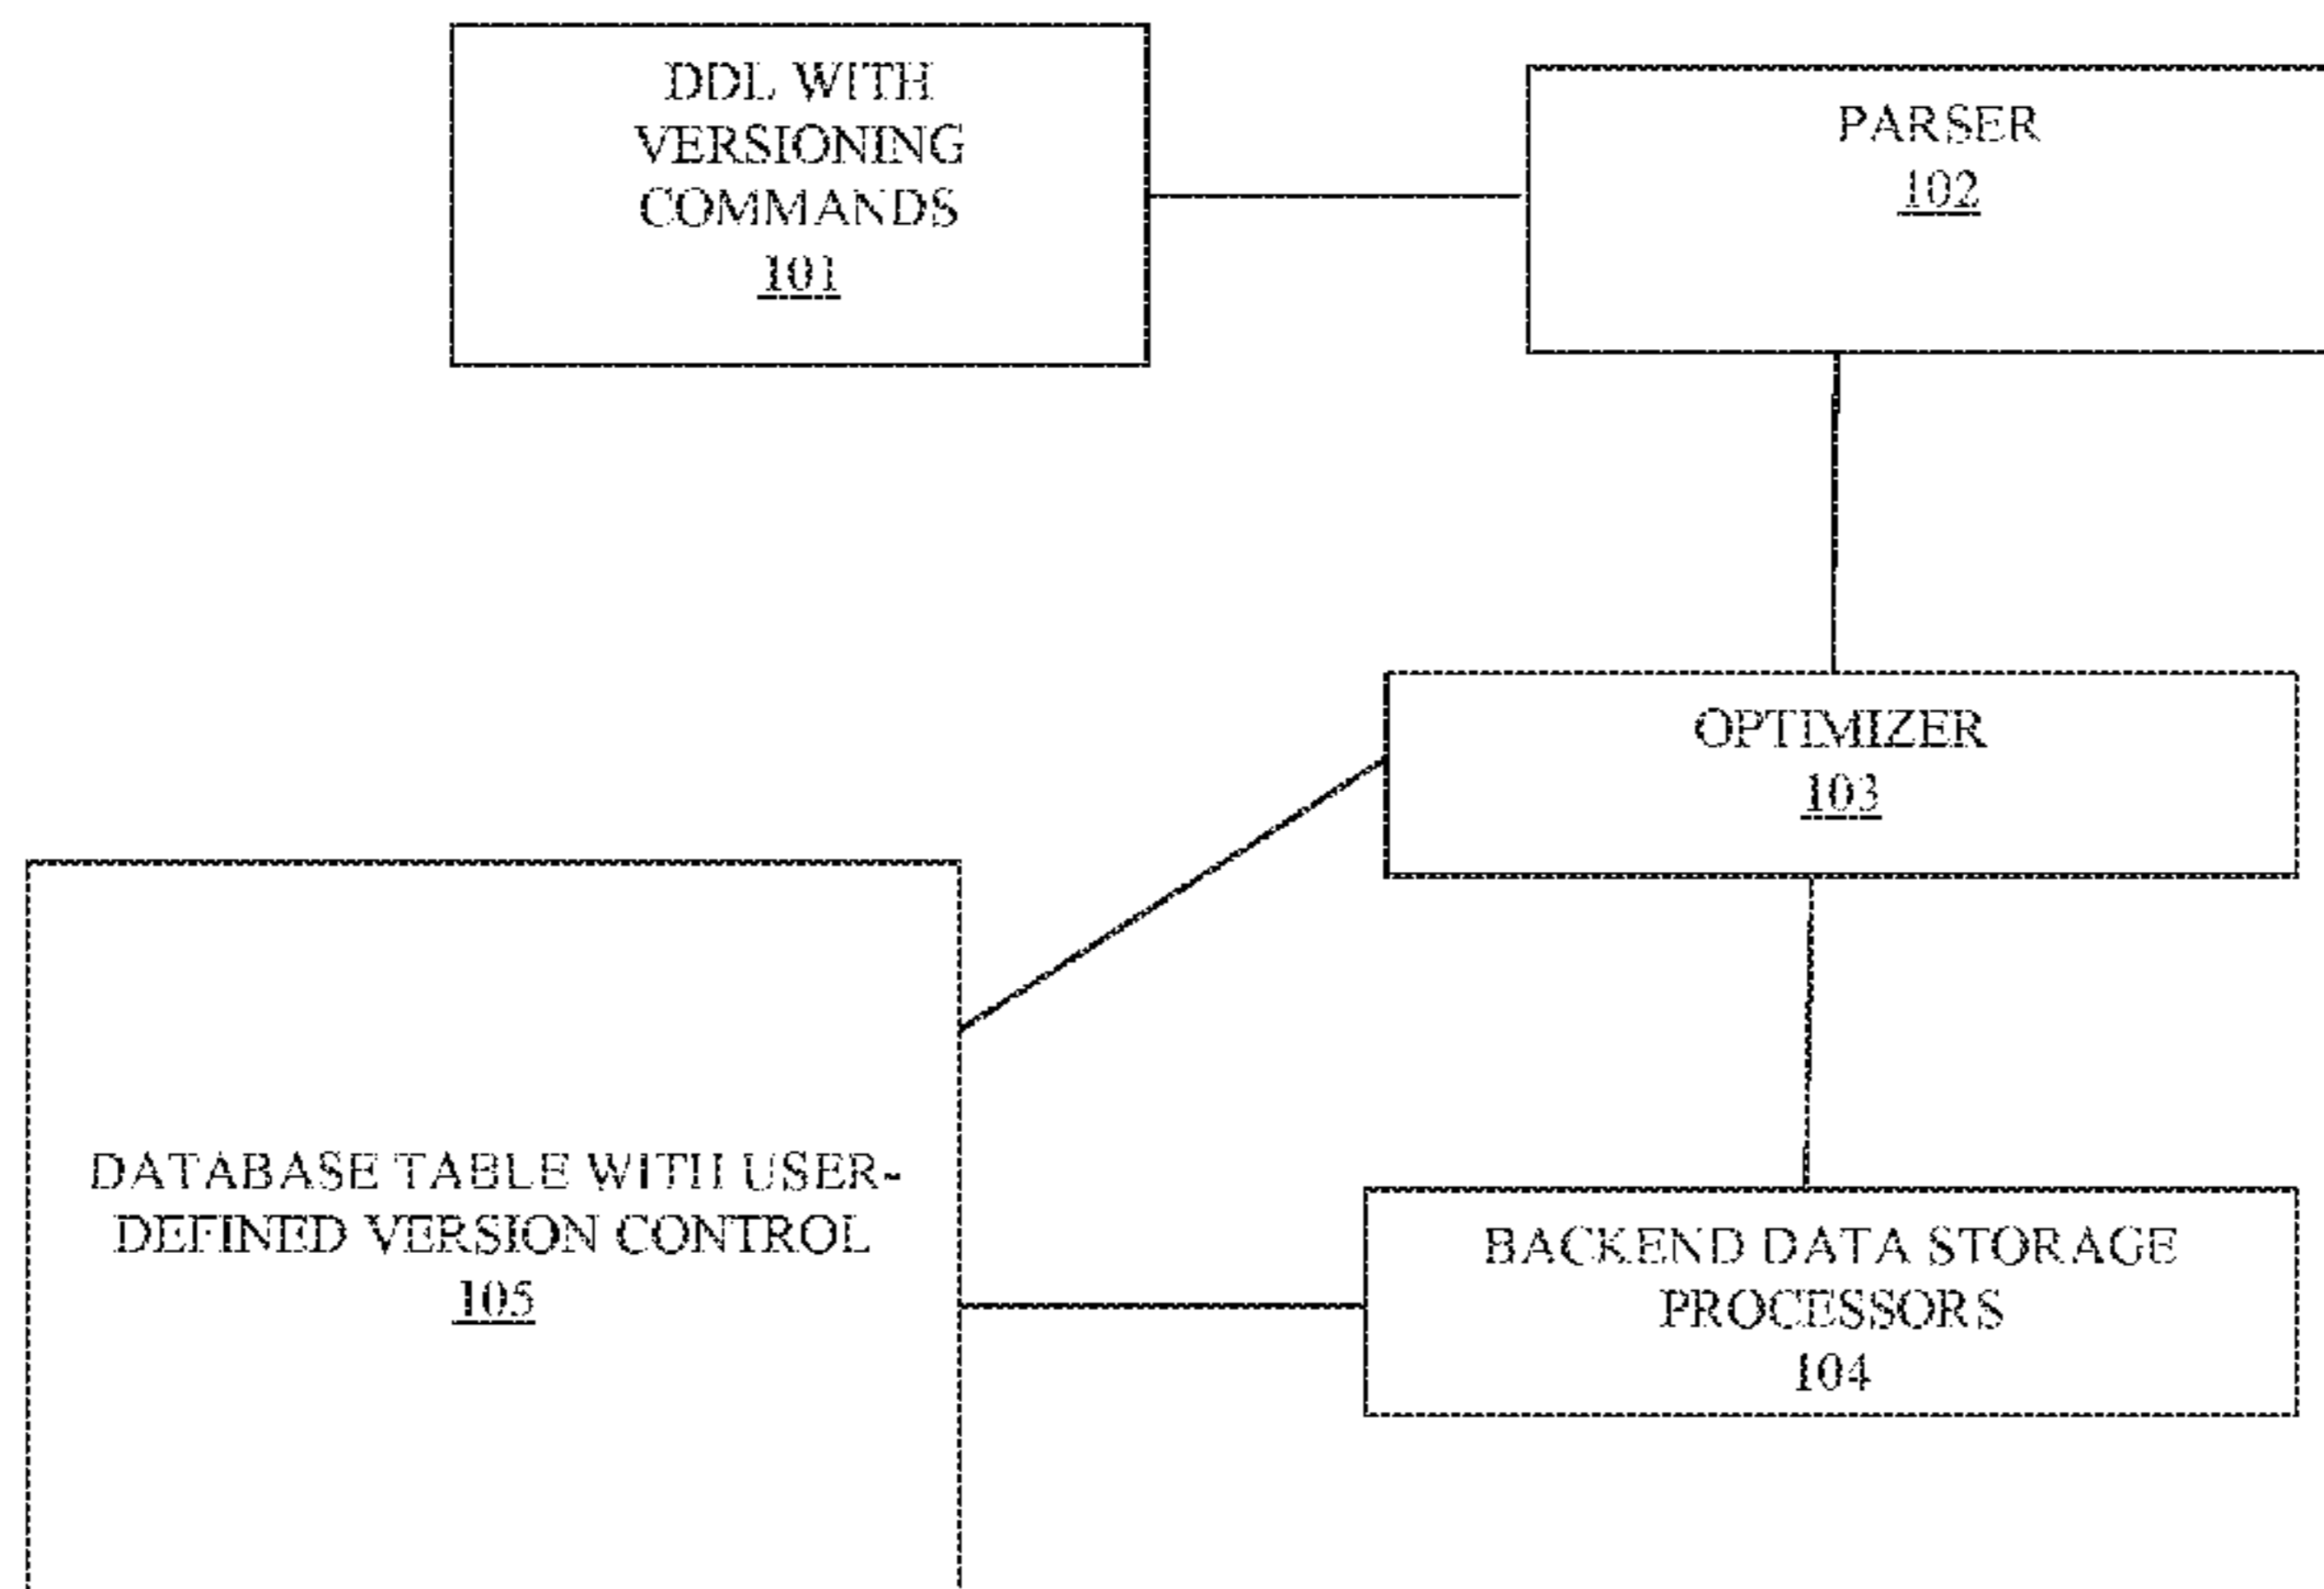 DDL WITH
VERSIONING
COMMANDS
101
PARSER
102
OPTIMIZER
103
DATABASE TABLE WITH USER-
DEFINED VERSION CONTROL
105
BACKEND DATA STORAGE
PROCESSORS
104